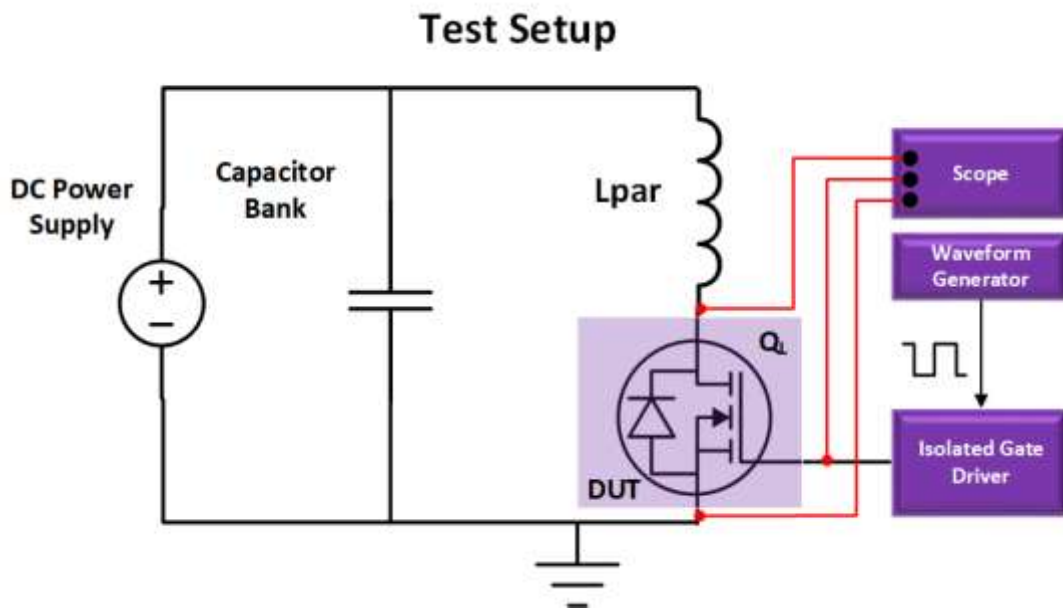 Test Setup
DC Power
Supply
+
−
Capacitor
Bank
Lpar
Q
DUT
Scope
Waveform
Generator
Isolated Gate
Driver